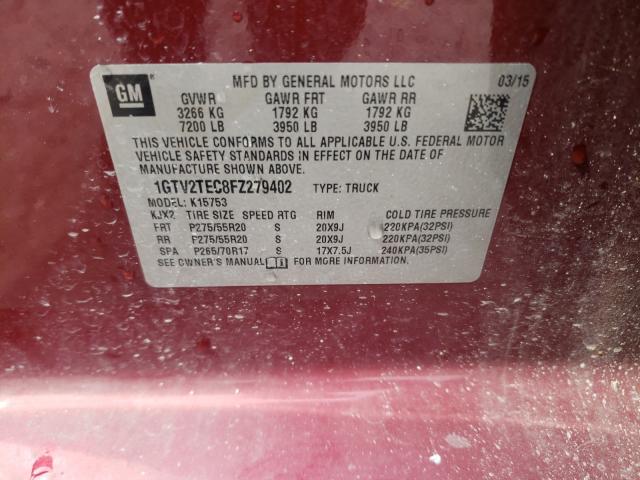 GM
MFD BY GENERAL MOTORS LLC 03/15
GVWR GAWR FRT GAWR RR
3266 KG 1792 KG 1792 KG
7200 LB 3950 LB 3950 LB
THIS VEHICLE CONFORMS TO ALL APPLICABLE U.S. FEDERAL MOTOR
VEHICLE SAFETY STANDARDS IN EFFECT ON THE DATE OF
MANUFACTURE SHOWN ABOVE.
1GTV2TEC8FZ279402 TYPE: TRUCK
MODEL: K15753
KJX2 TIRE SIZE SPEED RTG RIM COLD TIRE PRESSURE
FRT P275/55R20 S 20X9J 220KPA(32PSI)
RR P275/55R20 S 20X9J 220KPA(32PSI)
SPA P265/70R17 S 17X7.5J 240KPA(35PSI)
SEE OWNER'S MANUAL FOR MORE INFORMATION.